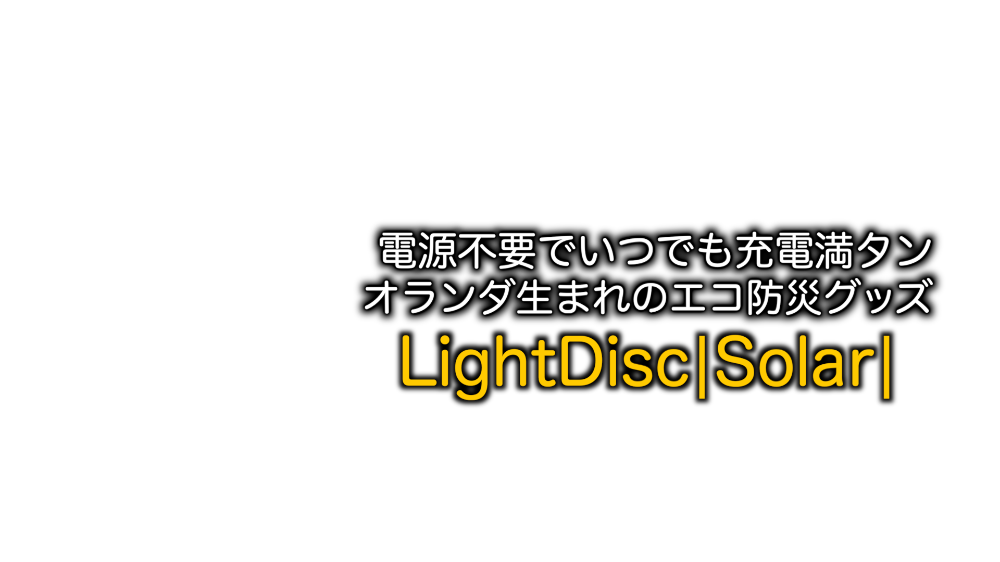 電源不要でいつでも充電満タン
オランダ生まれのエコ防災グッズ
LightDisc|Solar|